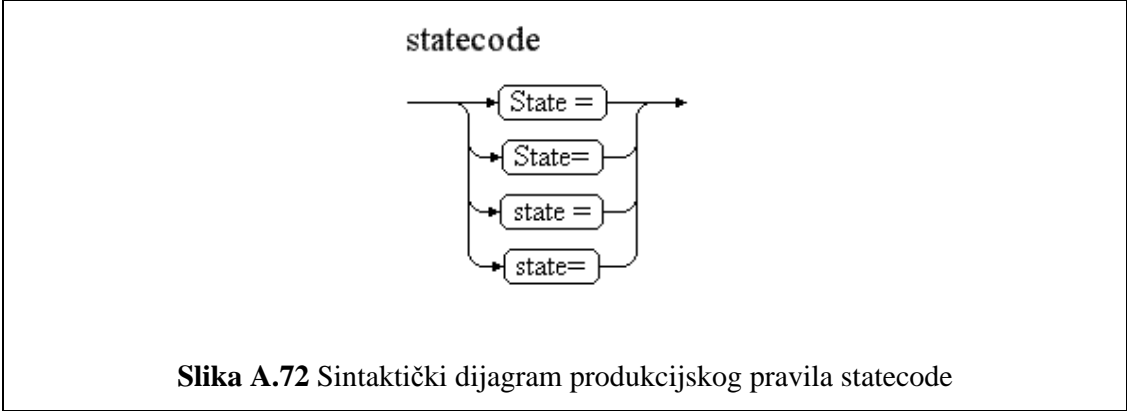 statecode
State =
State=
state =
state=
Slika A.72 Sintaktički dijagram produkcijskog pravila statecode